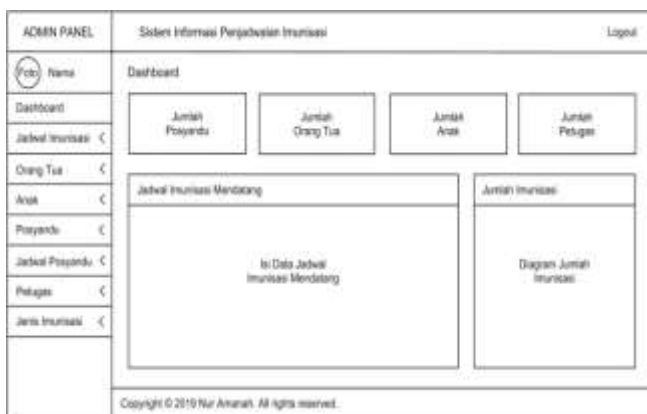 ADMIN PANEL
Sistem Informasi Penjadwalan Imunisasi
Logout
Foto
Nama
Dashboard
Dashboard
Jadwal Imunisasi
Orang Tua
Anak
Posyandu
Jadwal Posyandu
Petugas
Jenis Imunisasi
Jumlah
Posyandu
Jumlah
Orang Tua
Jumlah
Anak
Jumlah
Petugas
Jadwal Imunisasi Mendatang
Isi Data Jadwal
Imunisasi Mendatang
Jumlah Imunisasi
Diagram Jumlah
Imunisasi
Copyright © 2019 Nur Amanah. All rights reserved.